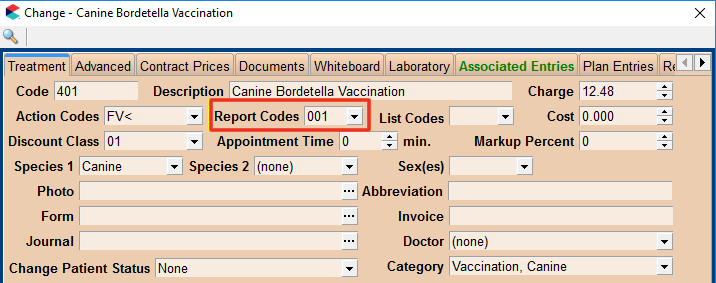 Change - Canine Bordetella Vaccination
Treatment Advanced Contract Prices Documents Whiteboard Laboratory Associated Entries Plan Entries Re
Code 401 Description Canine Bordetella Vaccination Charge 12.48
Action Codes FV< Report Codes 001 List Codes Cost 0.000
Discount Class 01 Appointment Time 0 min. Markup Percent 0
Species 1 Canine Species 2 (none) Sex(es)
Photo ... Abbreviation
Form ... Invoice
Journal ... Doctor (none)
Change Patient Status None Category Vaccination, Canine